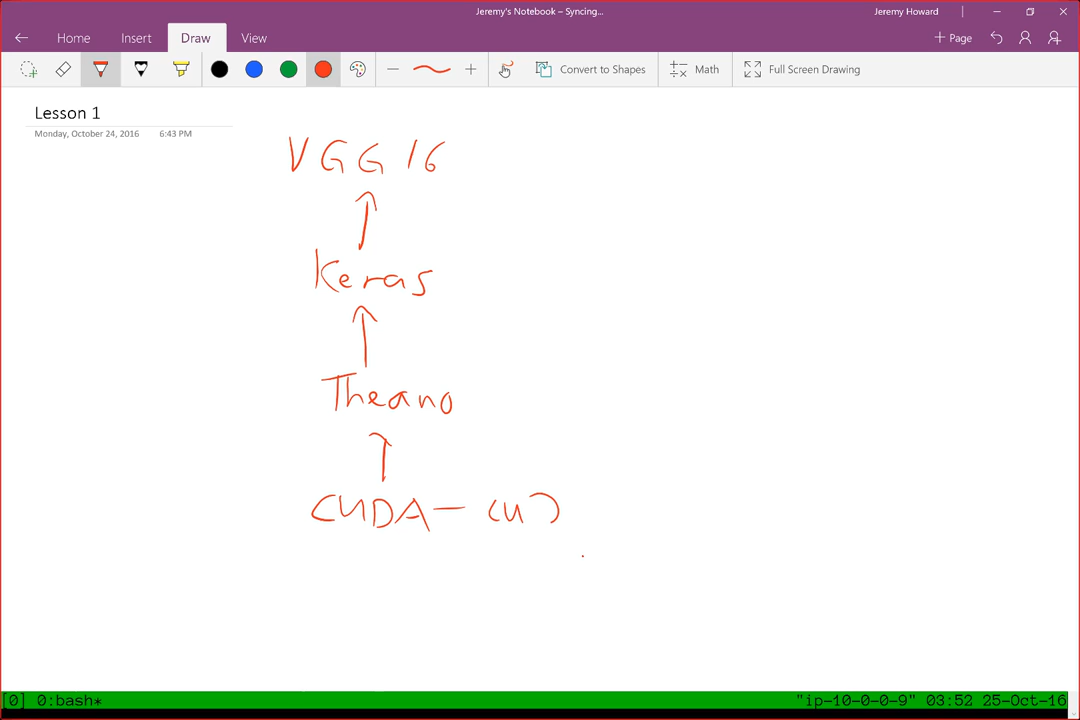 Jeremy's Notebook – Syncing...
Jeremy Howard
Home Insert Draw View
+ Page
Convert to Shapes
Math
Full Screen Drawing
Lesson 1
Monday, October 24, 2016 6:43 PM
VGG 16
Keras
Theano
CUDA —
[0] 0:bash*
"ip-10-0-0-9" 03:52 25-Oct-16